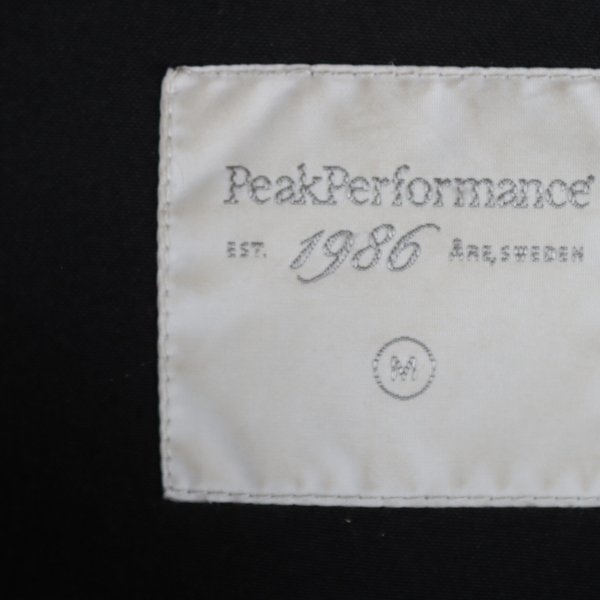 PeakPerformance®
EST. 1986 ÅRE, SWEDEN
M